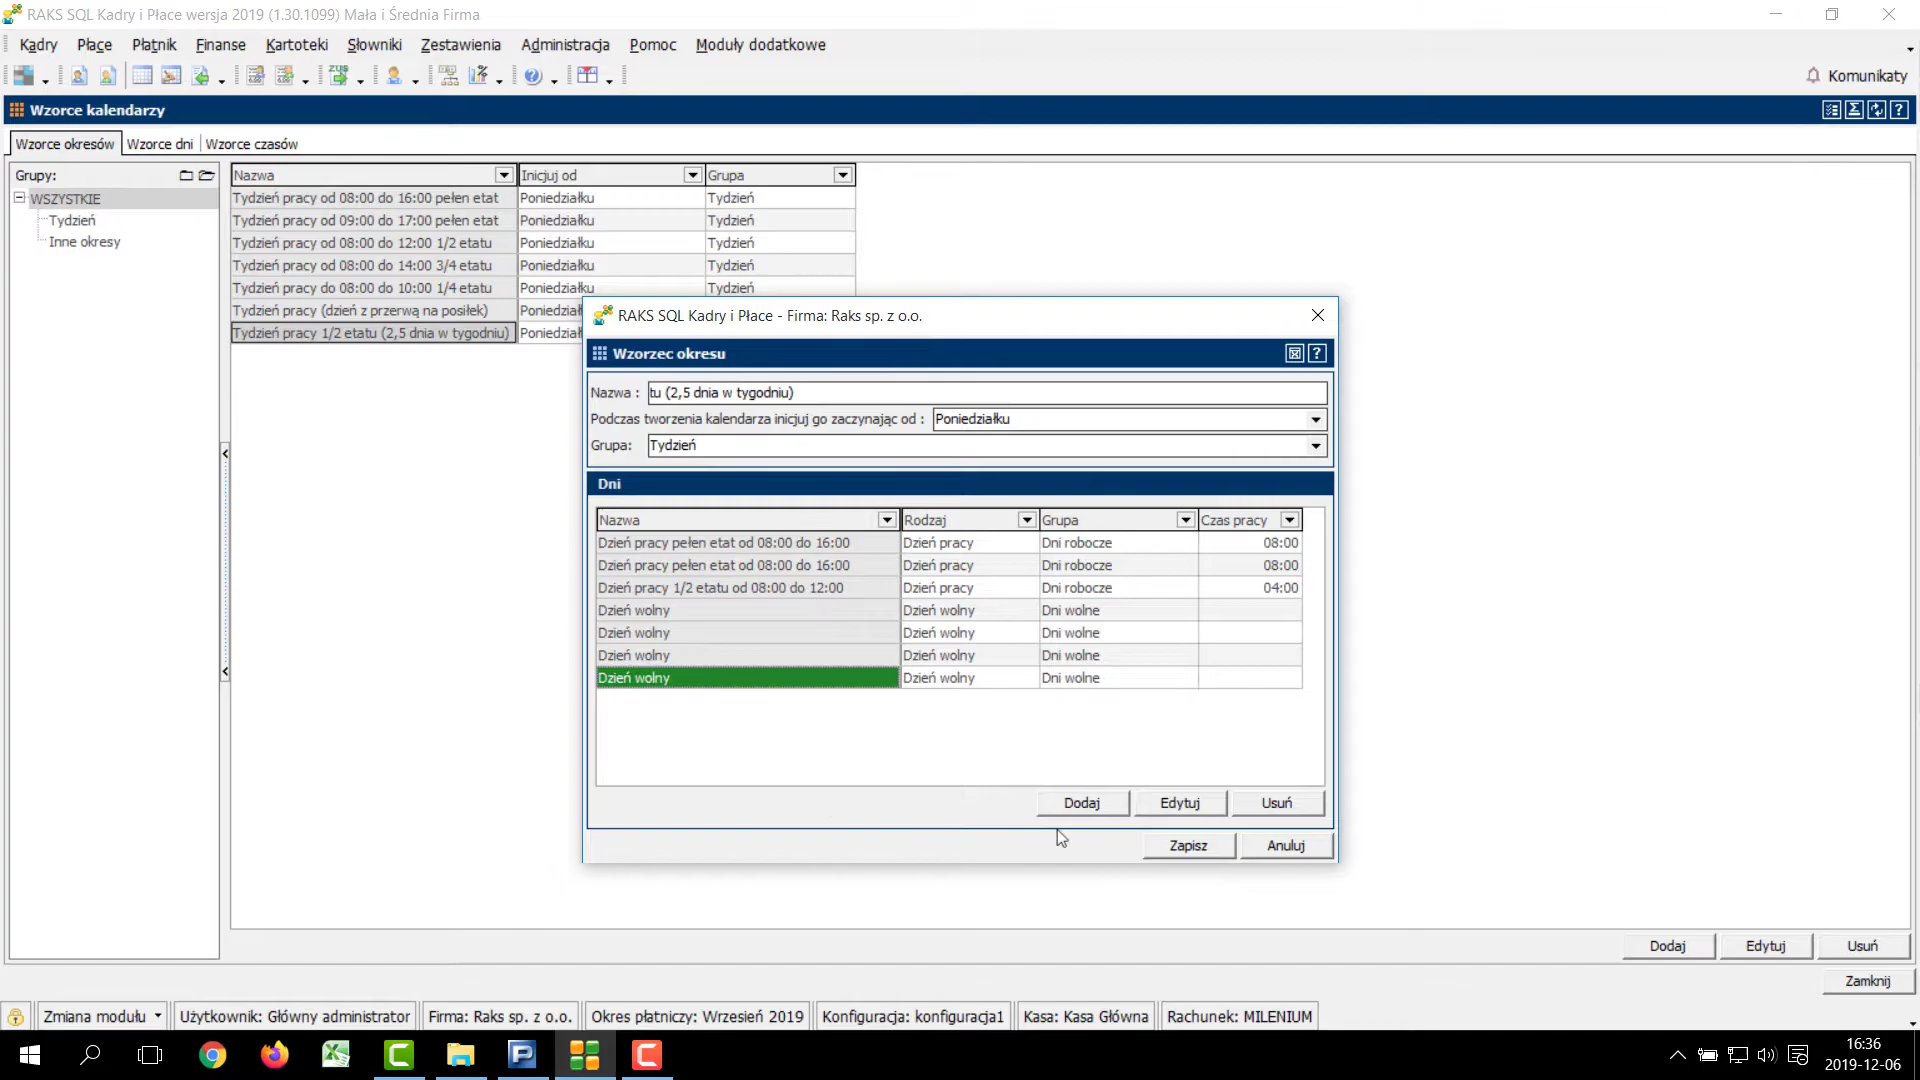 RAKS SQL Kadry i Płace wersja 2019 (1.30.1099) Mała i Średnia Firma
Kadry Płace Płatnik Finanse Kartoteki Słowniki Zestawienia Administracja Pomoc Moduły dodatkowe
Komunikaty
Wzorce kalendarzy
Wzorce okresów Wzorce dni Wzorce czasów
Grupy:
WSZYSTKIE
Tydzień
Inne okresy
Nazwa Inicjuj od Grupa
Tydzień pracy od 08:00 do 16:00 pełen etat Poniedziałku Tydzień
Tydzień pracy od 09:00 do 17:00 pełen etat Poniedziałku Tydzień
Tydzień pracy od 08:00 do 12:00 1/2 etatu Poniedziałku Tydzień
Tydzień pracy od 08:00 do 14:00 3/4 etatu Poniedziałku Tydzień
Tydzień pracy do 08:00 do 10:00 1/4 etatu Poniedziałku Tydzień
Tydzień pracy (dzień z przerwą na posiłek) Poniedział
Tydzień pracy 1/2 etatu (2,5 dnia w tygodniu) Poniedział
RAKS SQL Kadry i Płace - Firma: Raks sp. z o.o.
Wzorzec okresu
Nazwa : tu (2,5 dnia w tygodniu)
Podczas tworzenia kalendarza inicjuj go zaczynając od : Poniedziałku
Grupa: Tydzień
Dni
Nazwa Rodzaj Grupa Czas pracy
Dzień pracy pełen etat od 08:00 do 16:00 Dzień pracy Dni robocze 08:00
Dzień pracy pełen etat od 08:00 do 16:00 Dzień pracy Dni robocze 08:00
Dzień pracy 1/2 etatu od 08:00 do 12:00 Dzień pracy Dni robocze 04:00
Dzień wolny Dzień wolny Dni wolne
Dzień wolny Dzień wolny Dni wolne
Dzień wolny Dzień wolny Dni wolne
Dzień wolny Dzień wolny Dni wolne
Dodaj Edytuj Usuń
Zapisz Anuluj
Dodaj Edytuj Usuń
Zamknij
Zmiana modułu Użytkownik: Główny administrator Firma: Raks sp. z o.o. Okres płatniczy: Wrzesień 2019 Konfiguracja: konfiguracja1 Kasa: Kasa Główna Rachunek: MILENIUM
16:36
2019-12-06